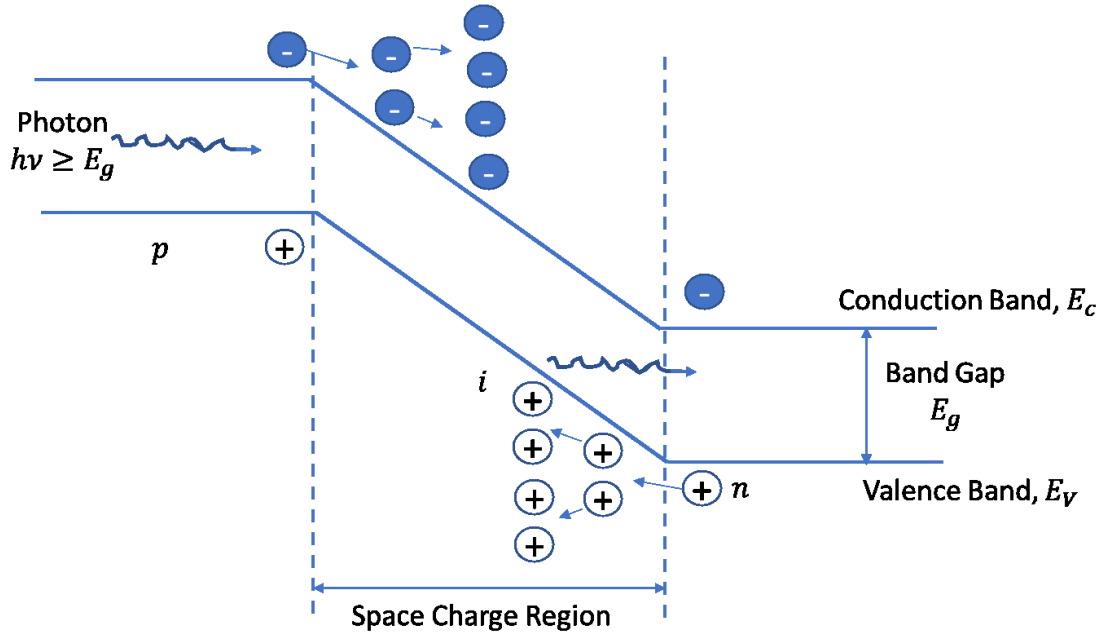 Photon
hν ≥ E_g
p
i
n
Conduction Band, E_c
Band Gap
E_g
Valence Band, E_V
Space Charge Region
-
-
-
-
-
-
-
-
+
+
+
+
+
+
+
+